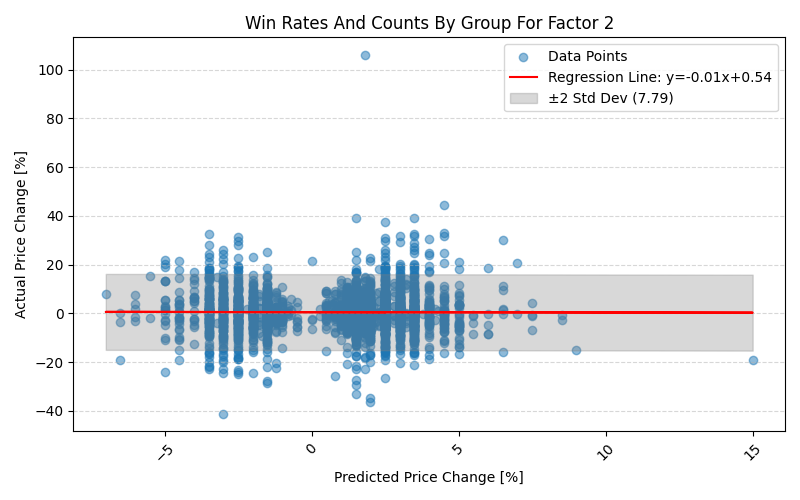 Win Rates And Counts By Group For Factor 2
Data Points
Regression Line: y=-0.01x+0.54
±2 Std Dev (7.79)
Actual Price Change [%]
100
80
60
40
20
0
−20
−40
−5
0
5
10
15
Predicted Price Change [%]